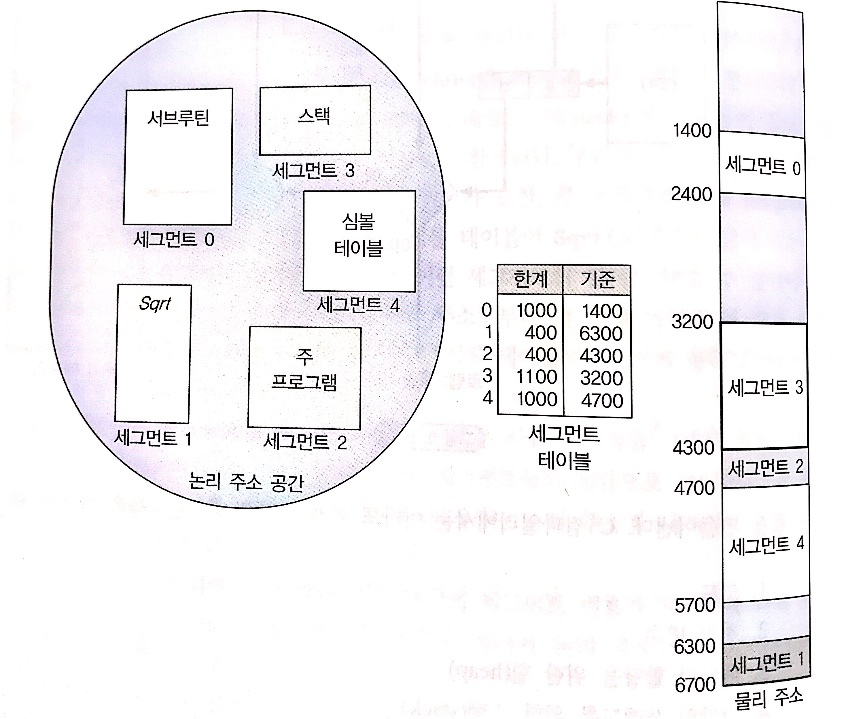 서브루틴
세그먼트 0
스택
세그먼트 3
심볼
테이블
세그먼트 4
Sqrt
세그먼트 1
주
프로그램
세그먼트 2
논리 주소 공간
한계 기준
0 1000 1400
1 400 6300
2 400 4300
3 1100 3200
4 1000 4700
세그먼트
테이블
1400
세그먼트 0
2400
3200
세그먼트 3
4300
세그먼트 2
4700
세그먼트 4
5700
6300
세그먼트 1
6700
물리 주소